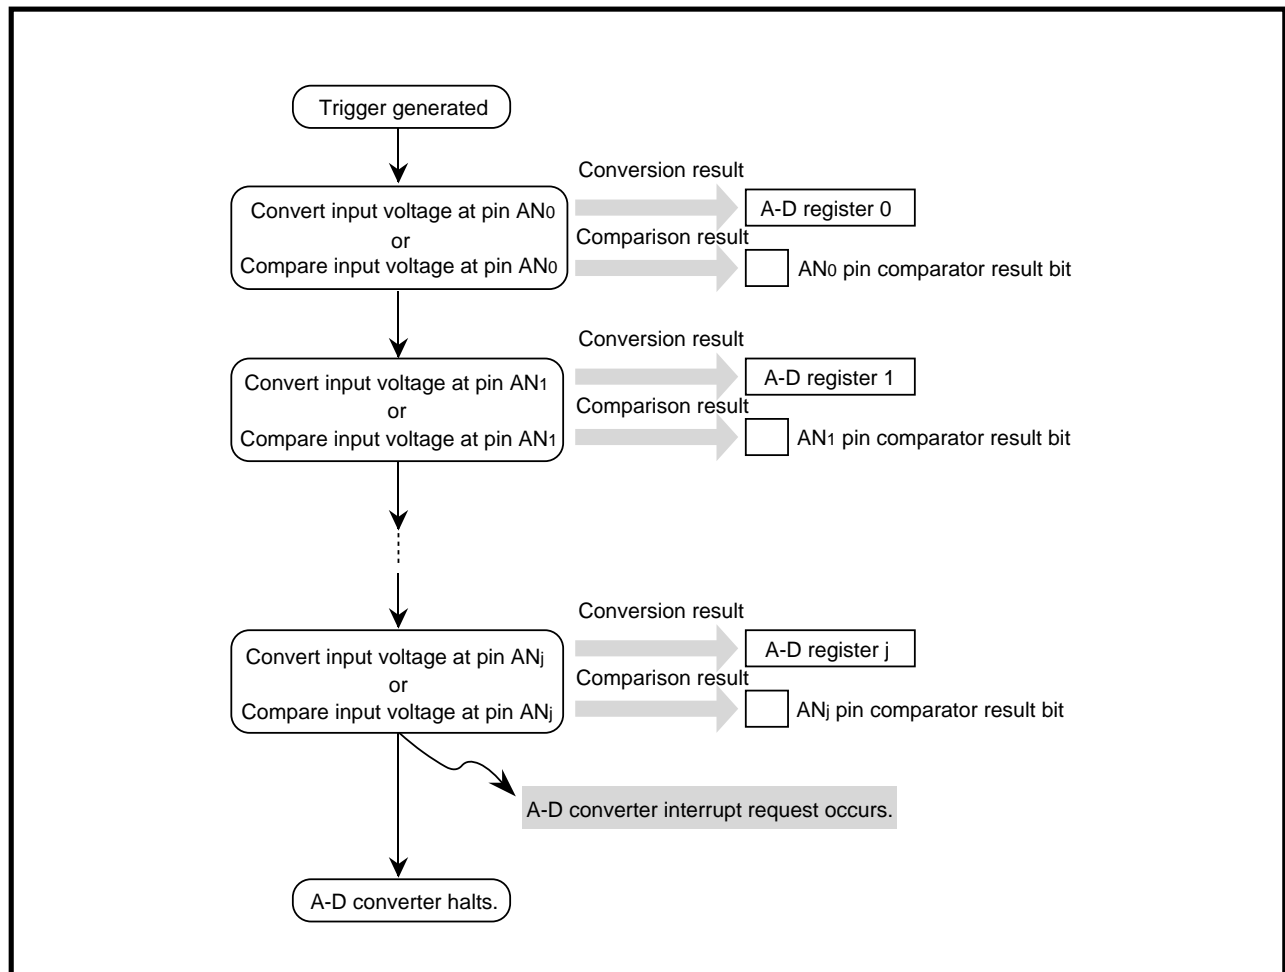 Trigger generated
Conversion result
Convert input voltage at pin AN0
A-D register 0
or
Comparison result
Compare input voltage at pin AN0
AN0 pin comparator result bit
Conversion result
Convert input voltage at pin AN1
A-D register 1
or
Comparison result
Compare input voltage at pin AN1
AN1 pin comparator result bit
Conversion result
Convert input voltage at pin ANj
A-D register j
or
Comparison result
Compare input voltage at pin ANj
ANj pin comparator result bit
A-D converter interrupt request occurs.
A-D converter halts.